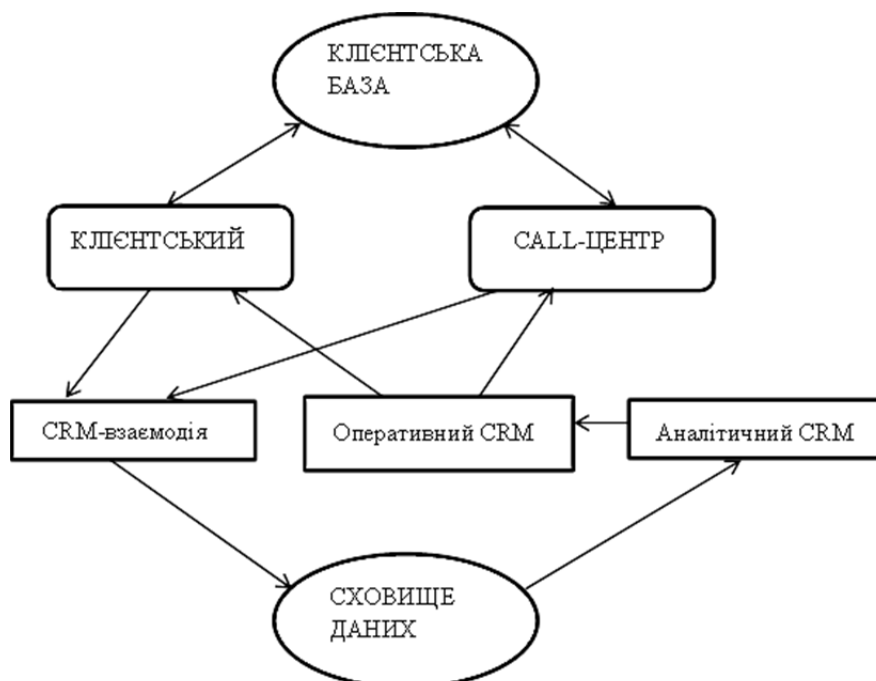 КЛІЄНТСЬКА
БАЗА
КЛІЄНТСЬКИЙ
CALL-ЦЕНТР
CRM-взаємодія
Оперативний CRM
Аналітичний CRM
СХОВИЩЕ
ДАНИХ